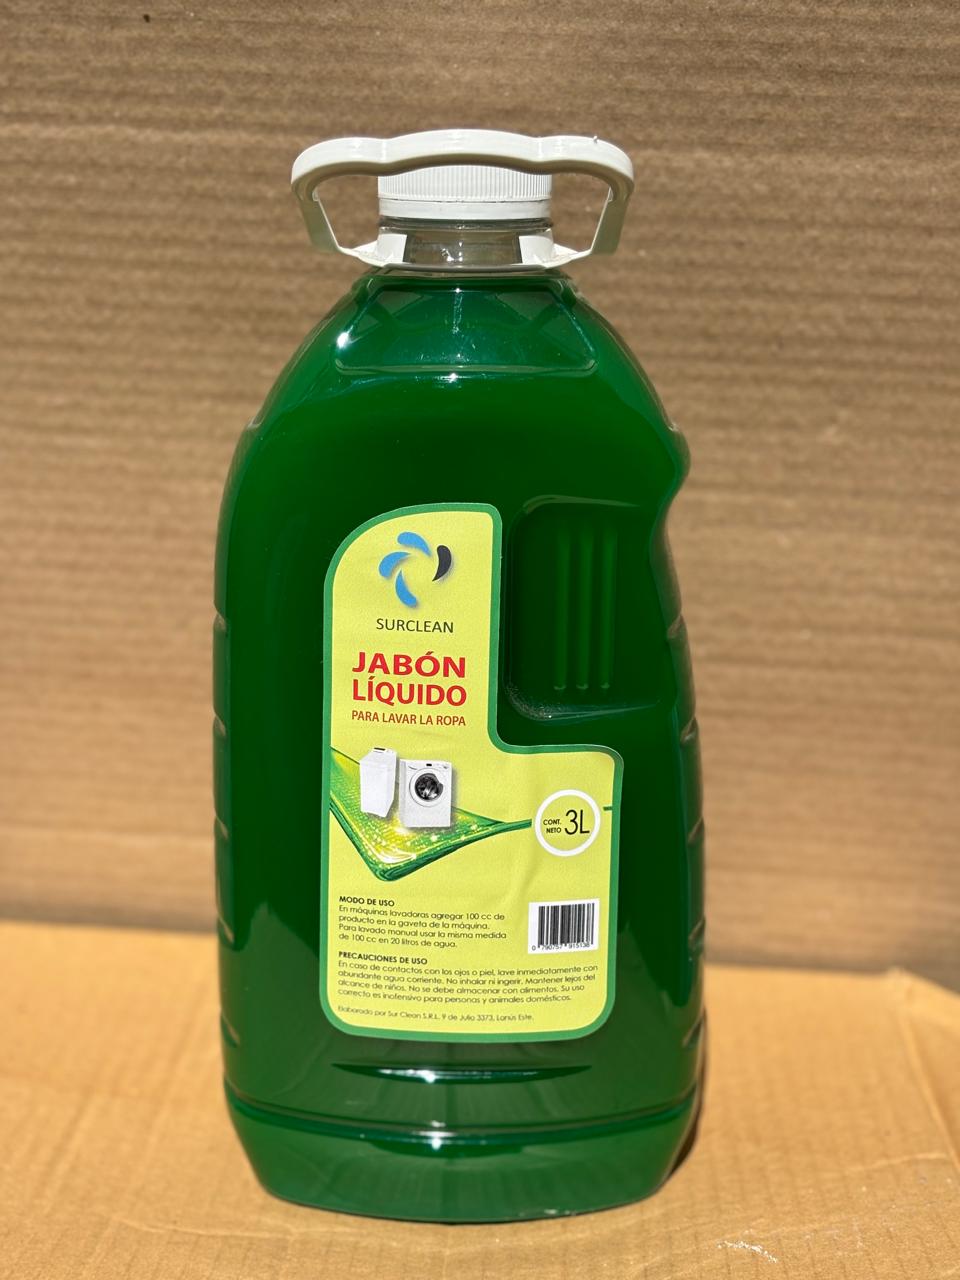 SURCLEAN
JABÓN
LÍQUIDO
PARA LAVAR LA ROPA
CONT.
NETO 3L
MODO DE USO
En máquinas lavadoras agregar 100 cc de
producto en la gaveta de la máquina.
Para lavado manual usar la misma medida
de 100 cc en 20 litros de agua.
0 790757 915138
PRECAUCIONES DE USO
En caso de contactos con los ojos o piel, lave inmediatamente con
abundante agua corriente. No inhalar ni ingerir. Mantener lejos del
alcance de niños. No se debe almacenar con alimentos. Su uso
correcto es inofensivo para personas y animales domésticos.
Elaborado por Sur Clean S.R.L. 9 de Julio 3373, Lanús Este.